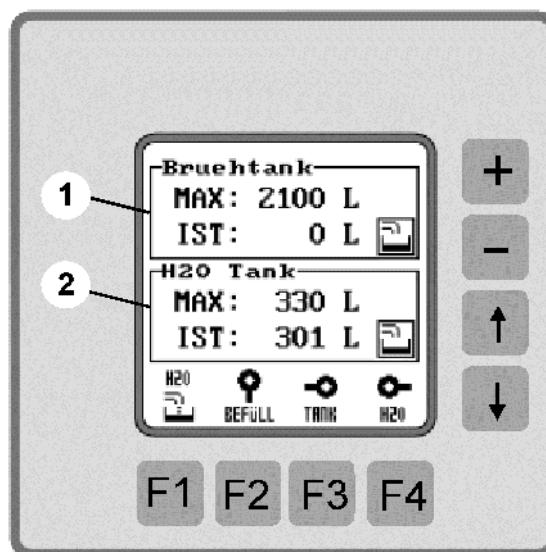 1
Bruehtank
MAX: 2100 L
IST: 0 L
2
H2O Tank
MAX: 330 L
IST: 301 L
H2O
BEFÜLL TANK H2O
+
-
↑
↓
F1 F2 F3 F4